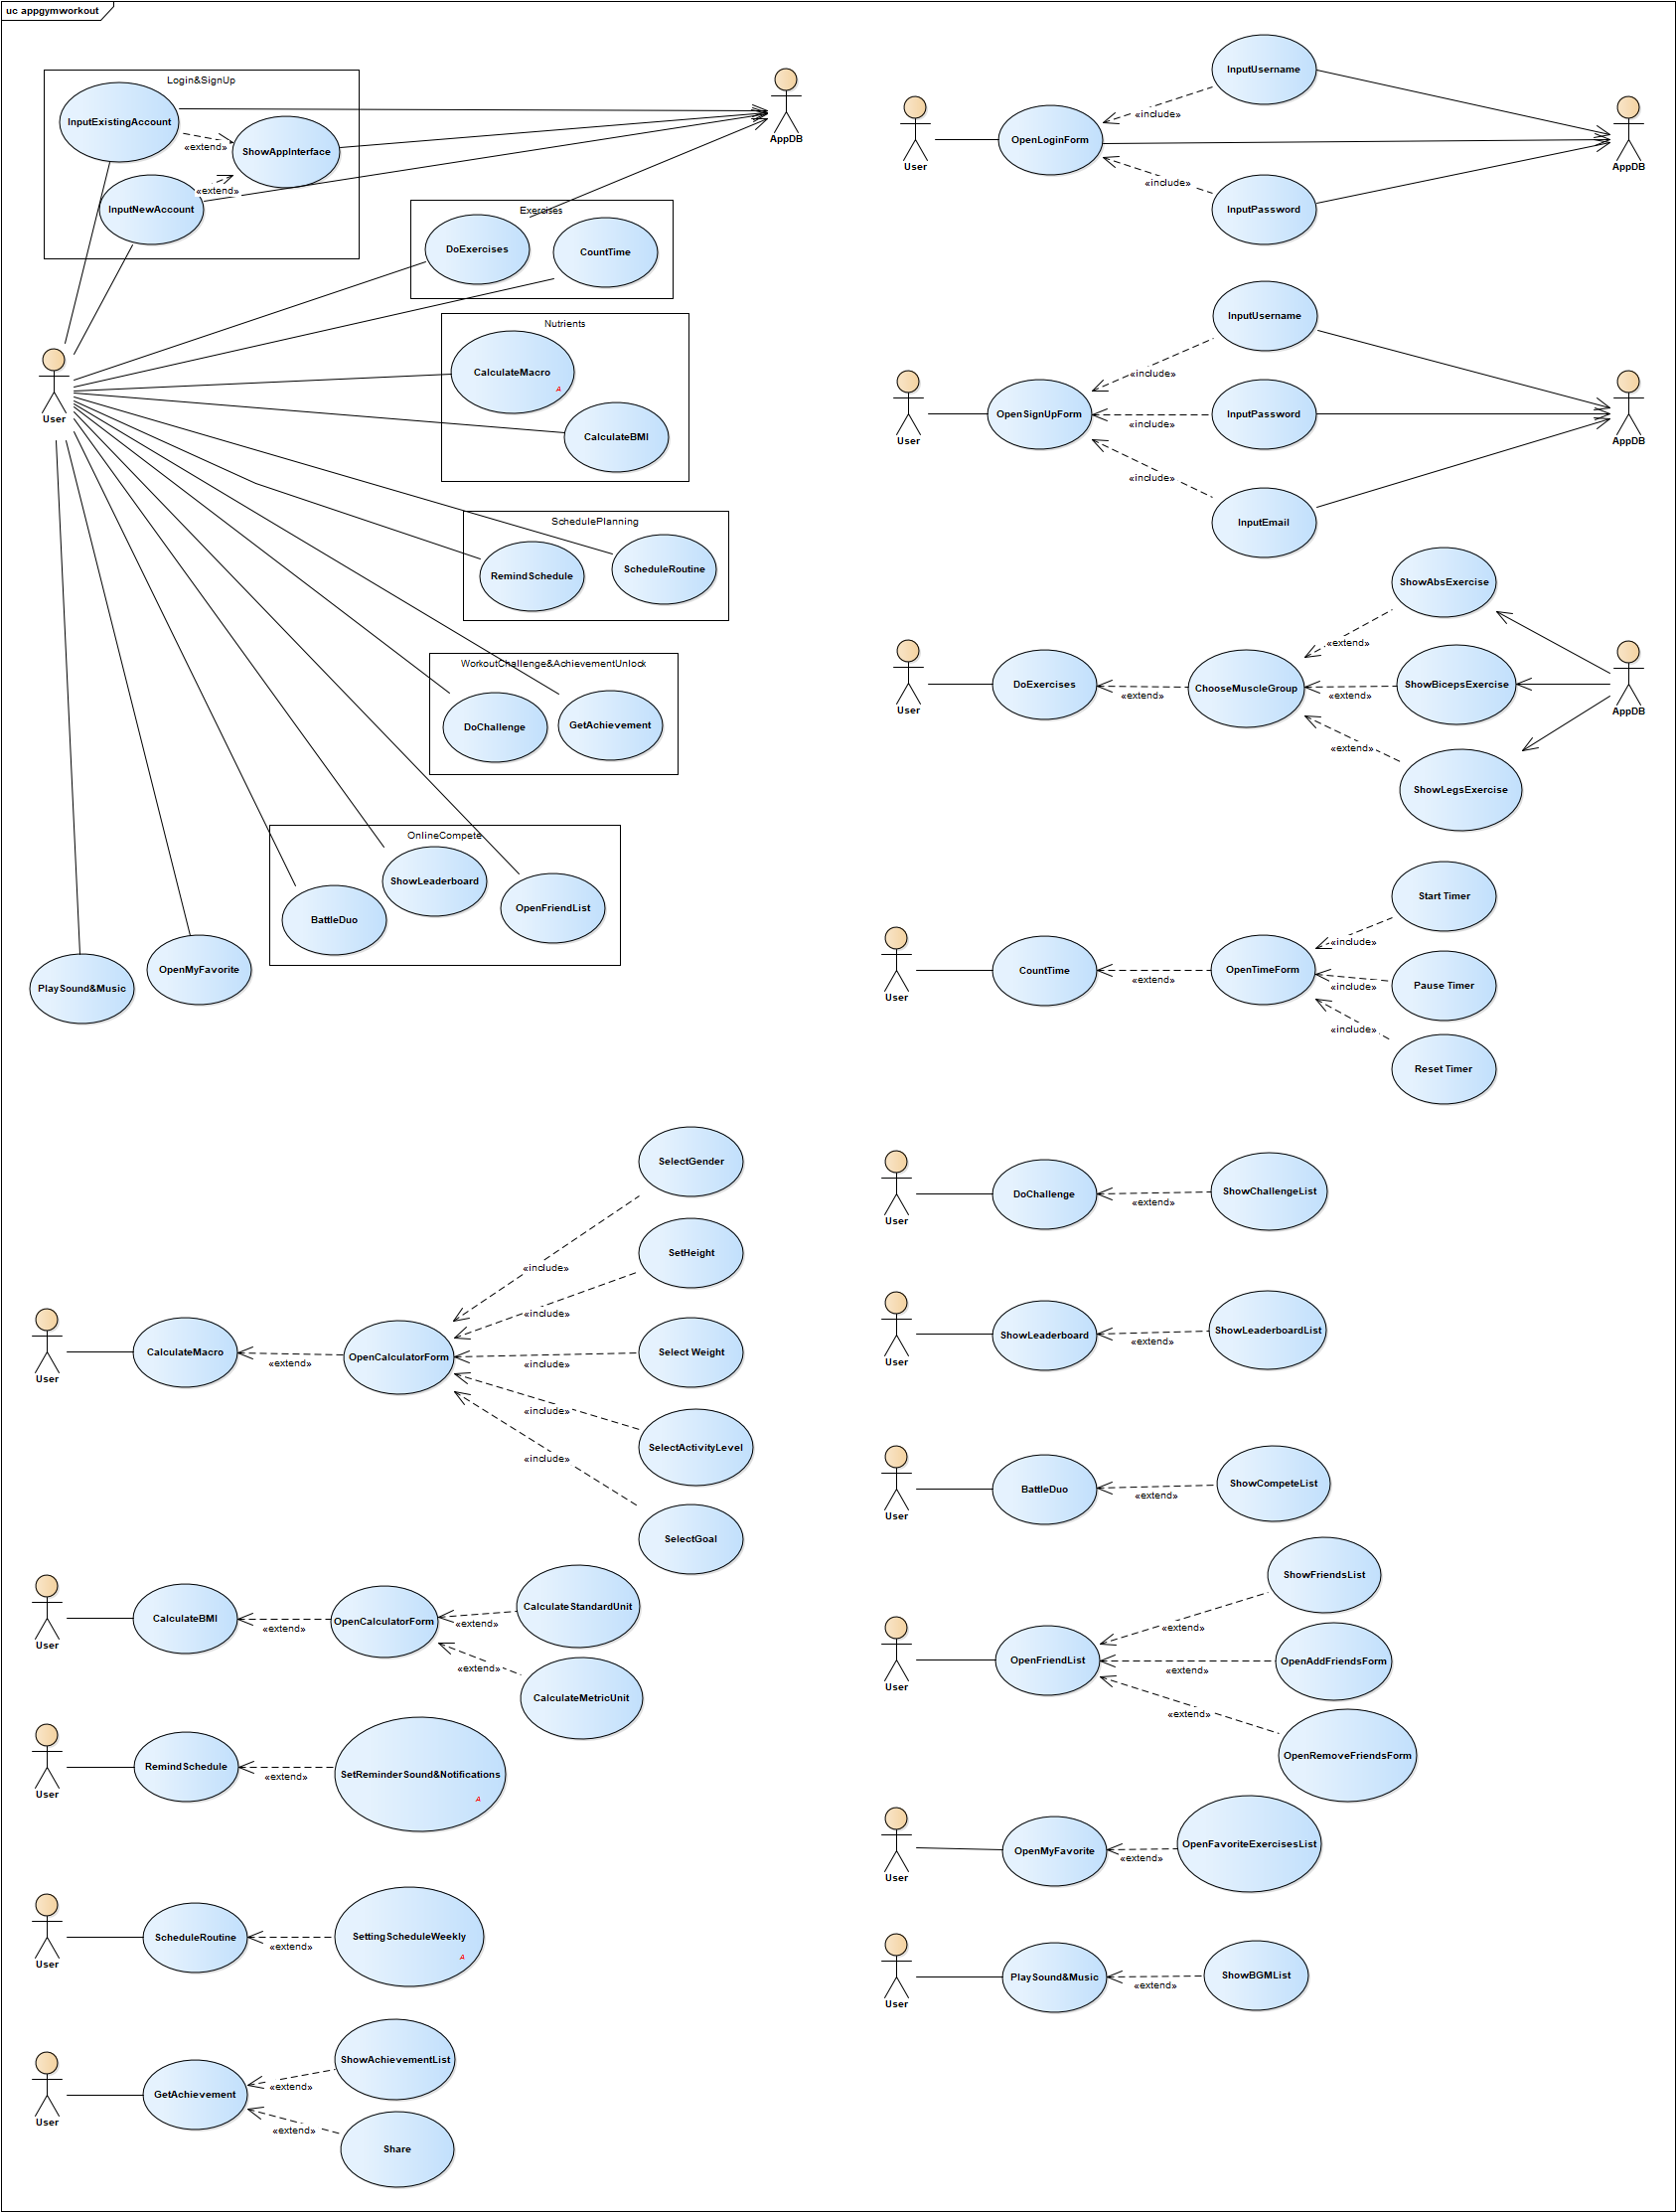 uc appgymworkout
Login&SignUp
InputExistingAccount
«extend»
ShowAppInterface
«extend»
InputNewAccount
AppDB
Exercises
DoExercises
CountTime
Nutrients
CalculateMacro
A
CalculateBMI
User
SchedulePlanning
RemindSchedule
ScheduleRoutine
WorkoutChallenge&AchievementUnlock
DoChallenge
GetAchievement
OnlineCompete
ShowLeaderboard
BattleDuo
OpenFriendList
PlaySound&Music
OpenMyFavorite
InputUsername
«include»
User
OpenLoginForm
AppDB
«include»
InputPassword
InputUsername
«include»
User
OpenSignUpForm
«include»
InputPassword
AppDB
«include»
InputEmail
ShowAbsExercise
«extend»
User
DoExercises
«extend»
ChooseMuscleGroup
«extend»
ShowBicepsExercise
AppDB
«extend»
ShowLegsExercise
Start Timer
«include»
User
CountTime
«extend»
OpenTimeForm
«include»
Pause Timer
«include»
Reset Timer
SelectGender
«include»
SetHeight
«include»
User
CalculateMacro
«extend»
OpenCalculatorForm
«include»
Select Weight
«include»
SelectActivityLevel
«include»
SelectGoal
User
CalculateBMI
«extend»
OpenCalculatorForm
«extend»
CalculateStandardUnit
«extend»
CalculateMetricUnit
User
RemindSchedule
«extend»
SetReminderSound&Notifications
A
User
ScheduleRoutine
«extend»
SettingScheduleWeekly
A
User
GetAchievement
«extend»
ShowAchievementList
«extend»
Share
User
DoChallenge
«extend»
ShowChallengeList
User
ShowLeaderboard
«extend»
ShowLeaderboardList
User
BattleDuo
«extend»
ShowCompeteList
User
OpenFriendList
«extend»
ShowFriendsList
«extend»
OpenAddFriendsForm
«extend»
OpenRemoveFriendsForm
User
OpenMyFavorite
«extend»
OpenFavoriteExercisesList
User
PlaySound&Music
«extend»
ShowBGMList